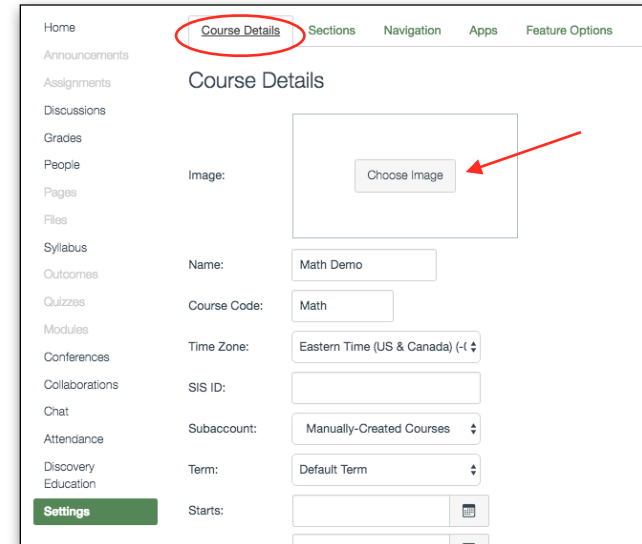 Home
Announcements
Assignments
Discussions
Grades
People
Pages
Files
Syllabus
Outcomes
Quizzes
Modules
Conferences
Collaborations
Chat
Attendance
Discovery
Education
Settings
Course Details Sections Navigation Apps Feature Options
Course Details
Image: Choose Image
Name: Math Demo
Course Code: Math
Time Zone: Eastern Time (US & Canada) (-(
SIS ID:
Subaccount: Manually-Created Courses
Term: Default Term
Starts: